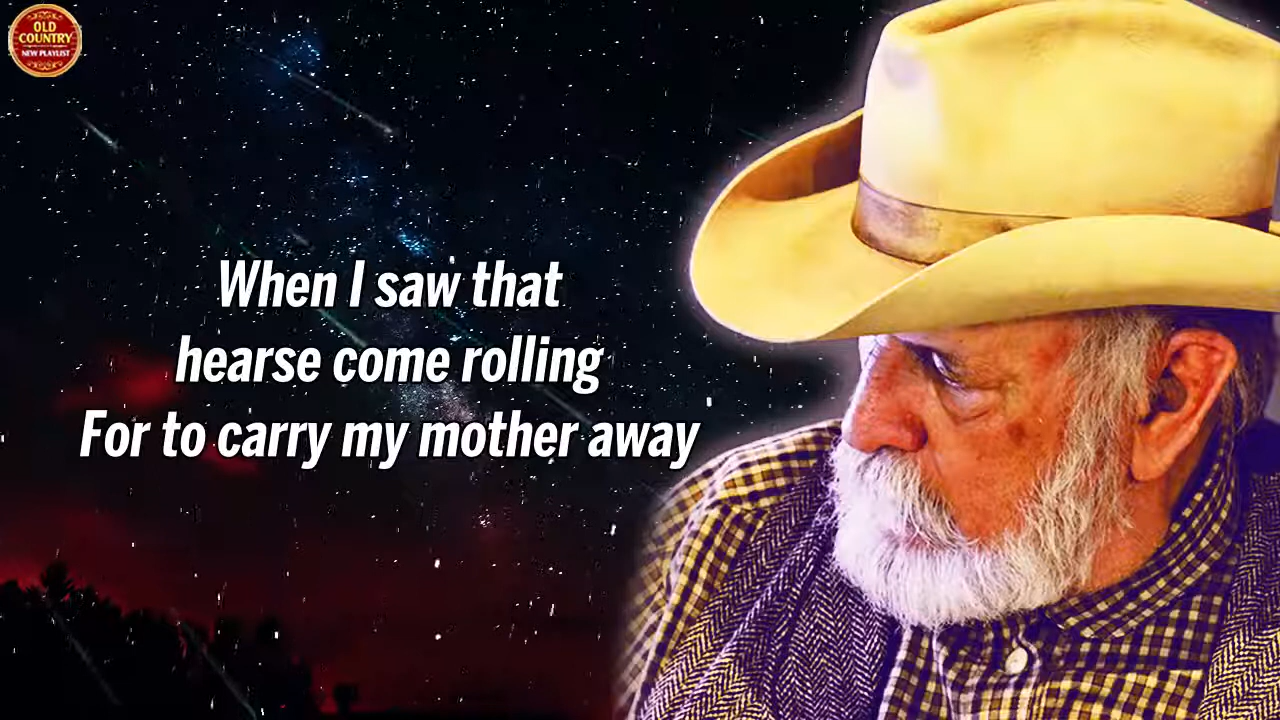 OLD
COUNTRY
NEW PLAYLIST
When I saw that
hearse come rolling
For to carry my mother away